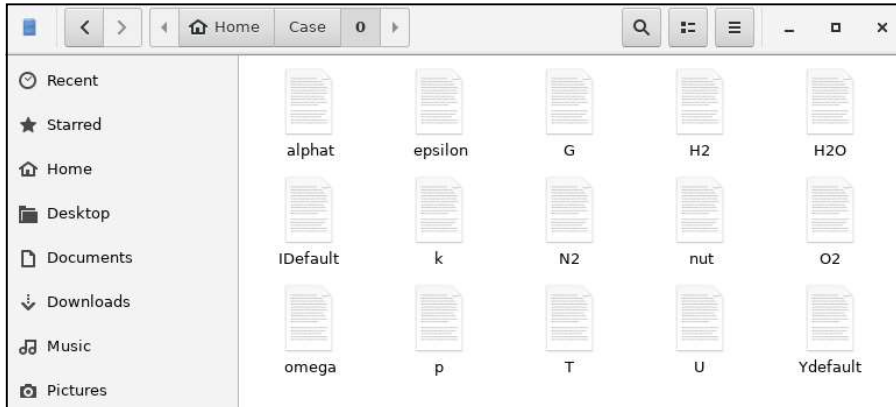 Home Case 0
Recent
Starred
Home
Desktop
Documents
Downloads
Music
Pictures
alphat epsilon G H2 H2O
IDefault k N2 nut O2
omega p T U Ydefault